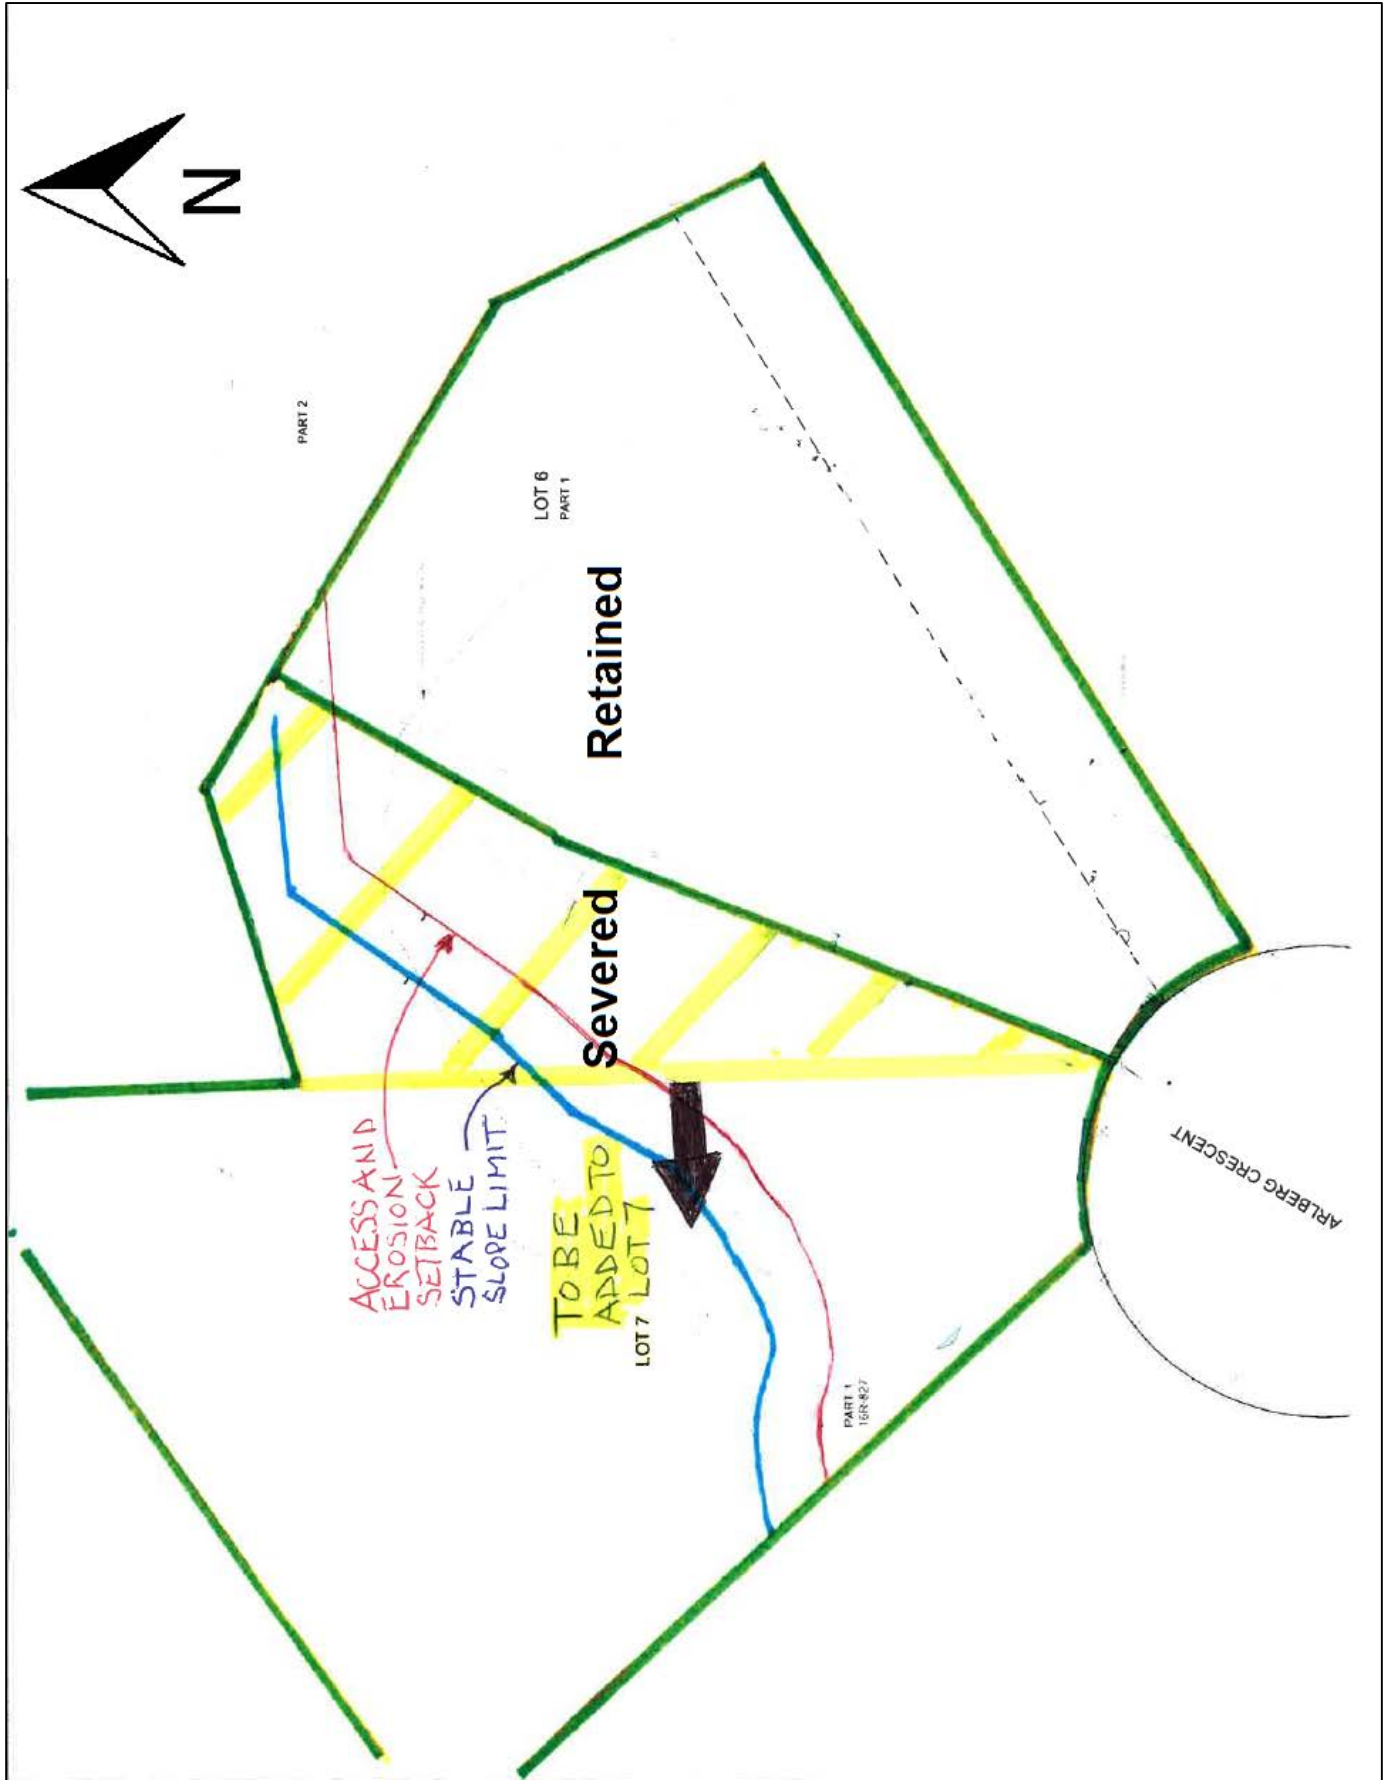 N
PART 2
LOT 6
PART 1
Retained
Severed
ACCESS AND
EROSION
SETBACK
STABLE
SLOPE LIMIT
TO BE
ADDED TO
LOT 7
LOT 7
PART 1
16R-827
ARLBERG CRESCENT